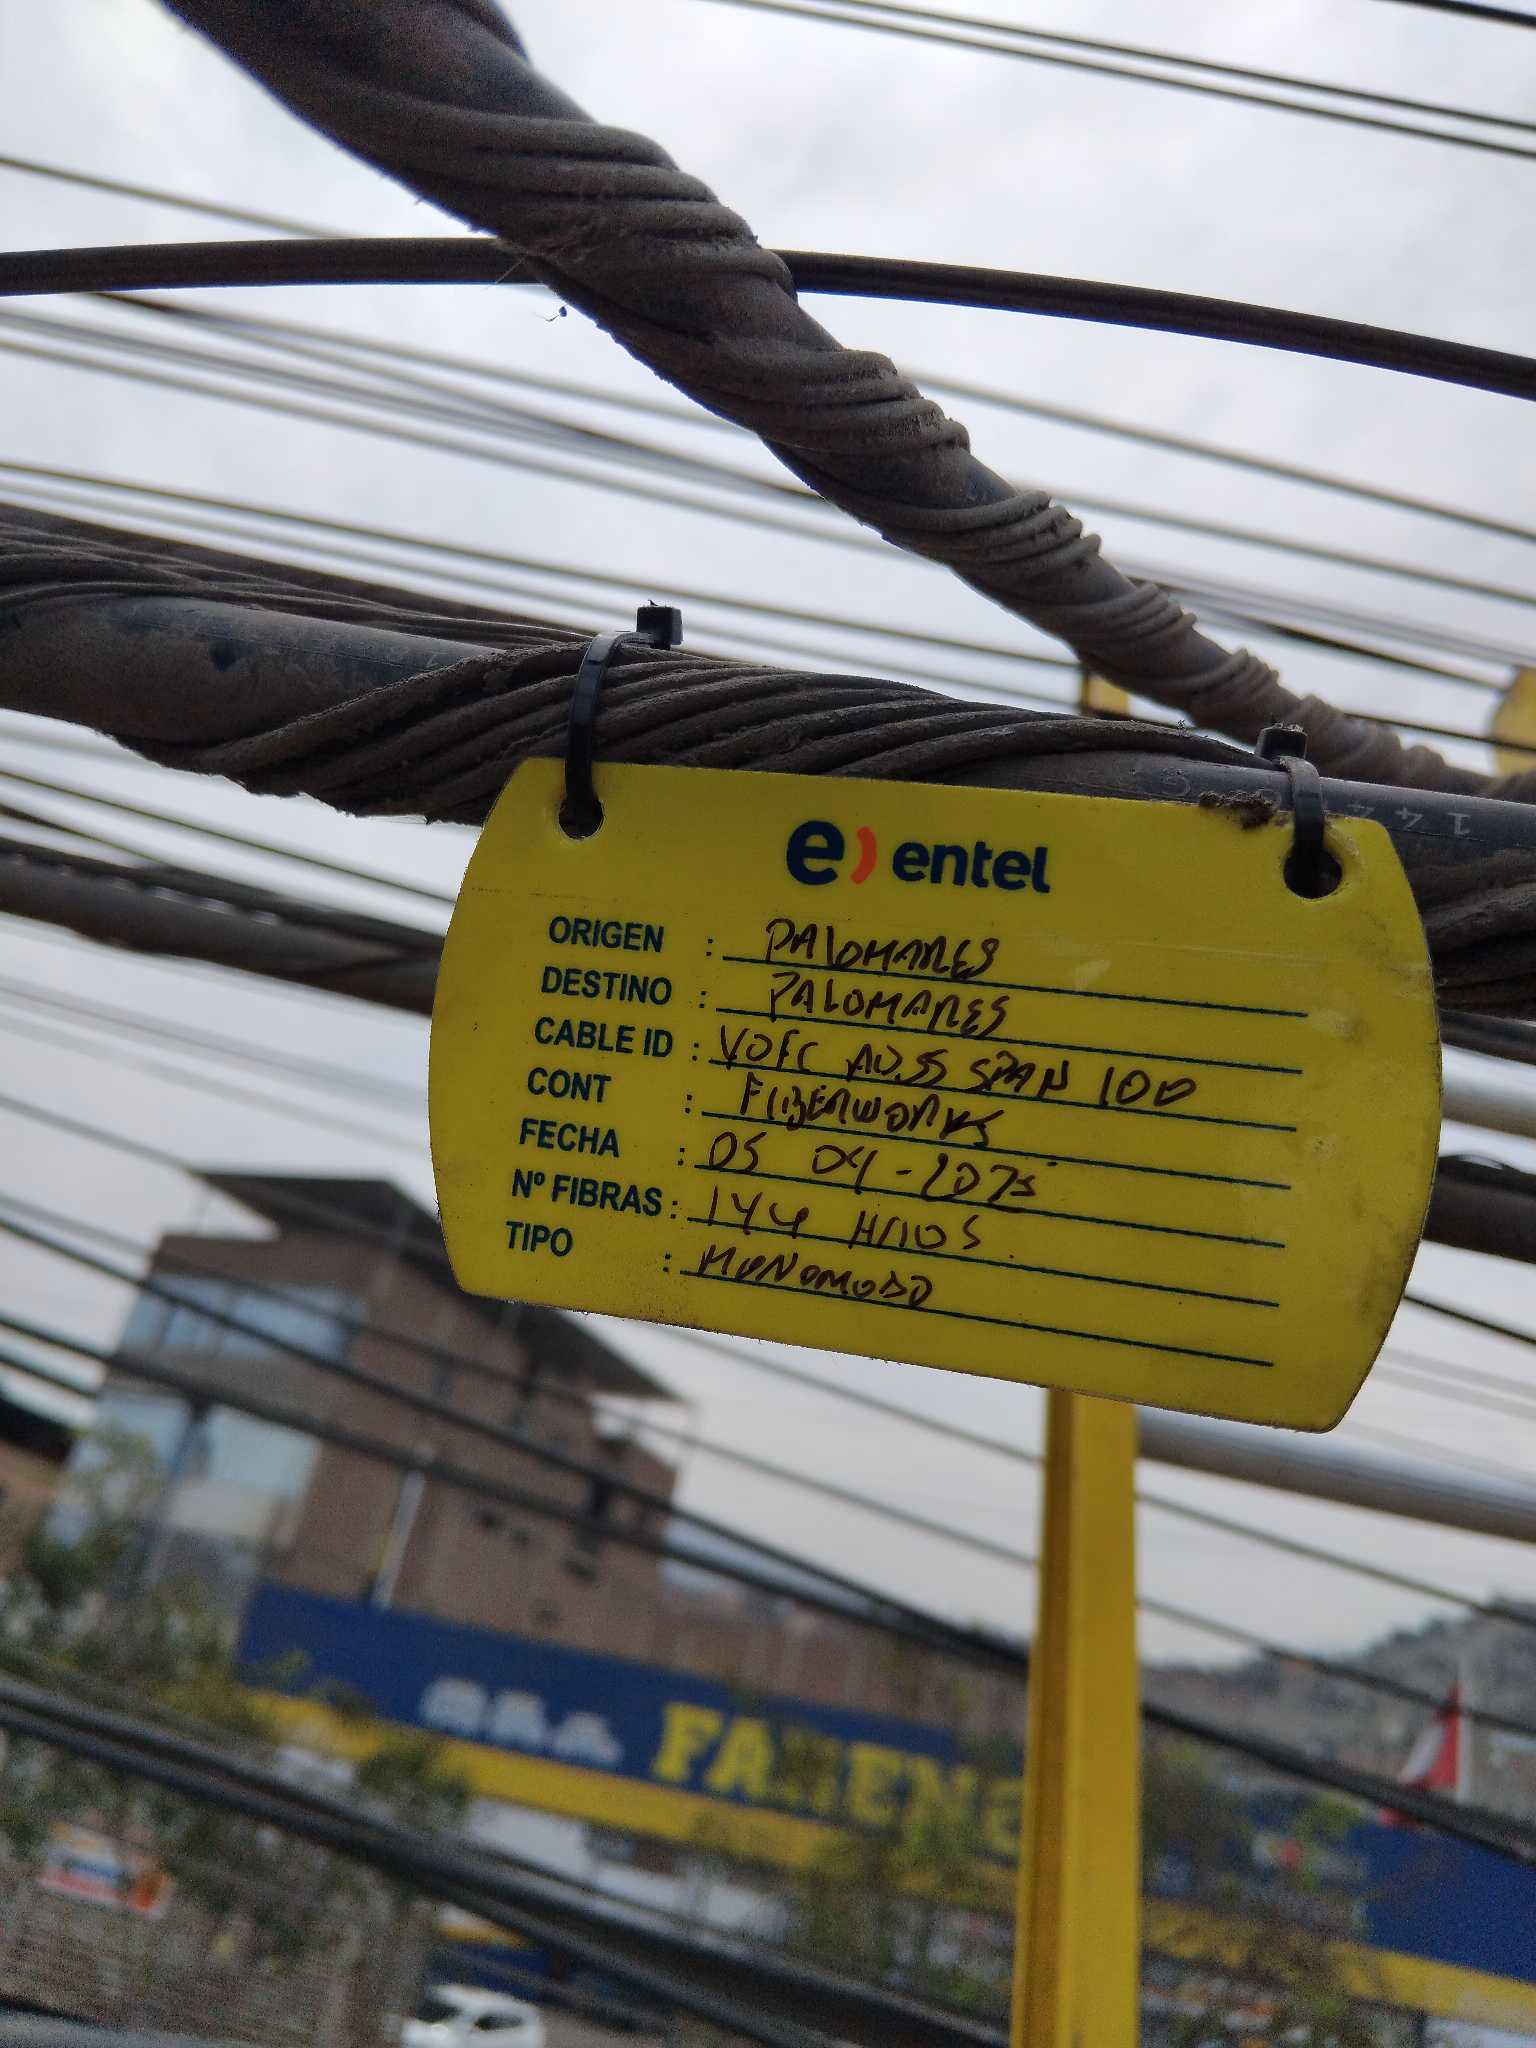 144
e) entel
ORIGEN : PALOMARES
DESTINO : PALOMARES
CABLE ID : VOFC ADSS SPAN 100
CONT : FIBERWORKS
FECHA : 05 04-2025
Nº FIBRAS : 144 HILOS.
TIPO : MONOMODO